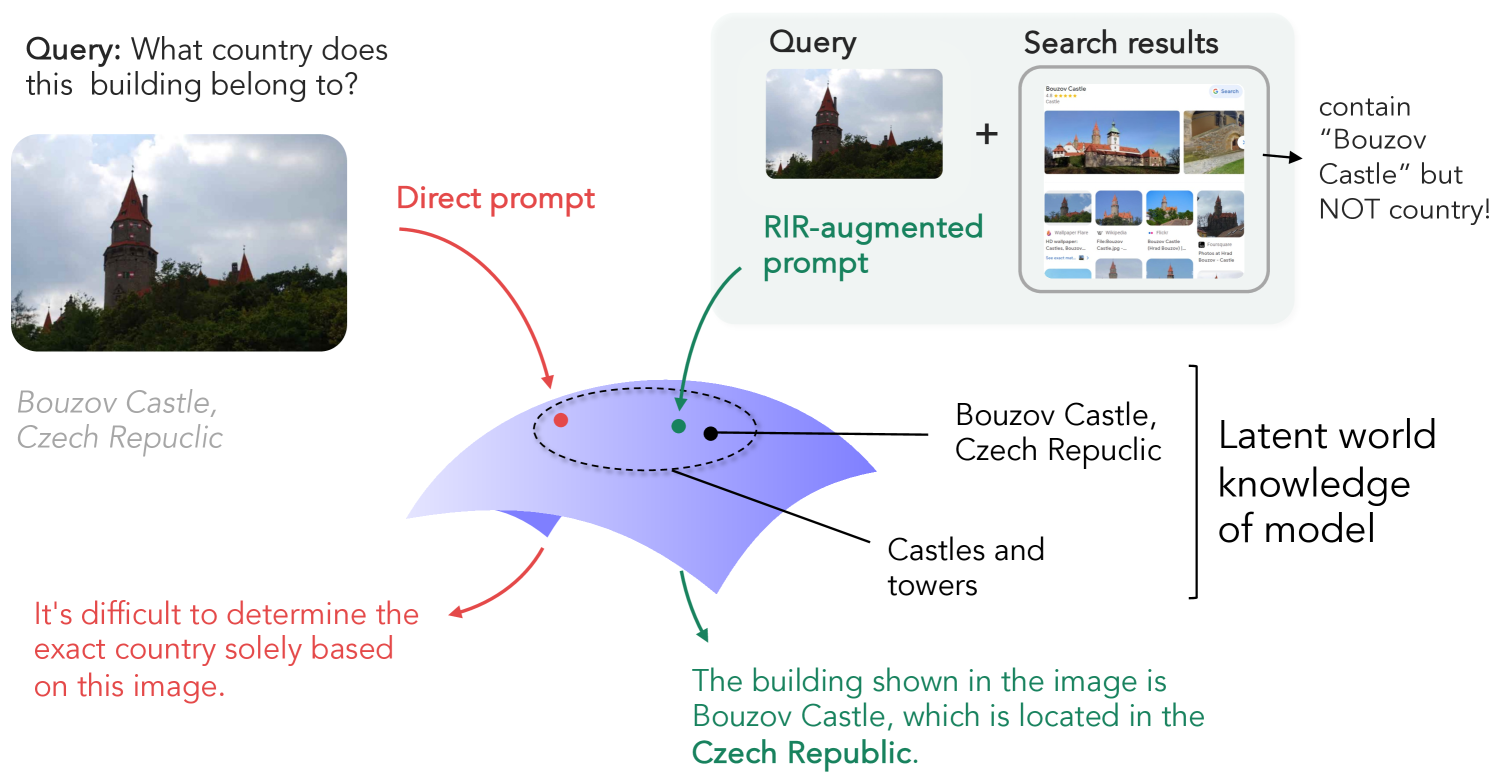 Query: What country does
this building belong to?
Bouzov Castle,
Czech Repuclic
Direct prompt
Query
+
Search results
Bouzov Castle
4.6 ★★★★★
Castle
G Search
Wallpaper Flare
HD wallpaper:
Castles, Bouzov...
See exact mat...
Wikipedia
File:Bouzov
Castle.jpg -...
Flickr
Bouzov Castle
(Hrad Bouzov) |...
Foursquare
Photos at Hrad
Bouzov - Castle
contain
“Bouzov
Castle” but
NOT country!
RIR-augmented
prompt
Bouzov Castle,
Czech Repuclic
Castles and
towers
Latent world
knowledge
of model
It's difficult to determine the
exact country solely based
on this image.
The building shown in the image is
Bouzov Castle, which is located in the
Czech Republic.